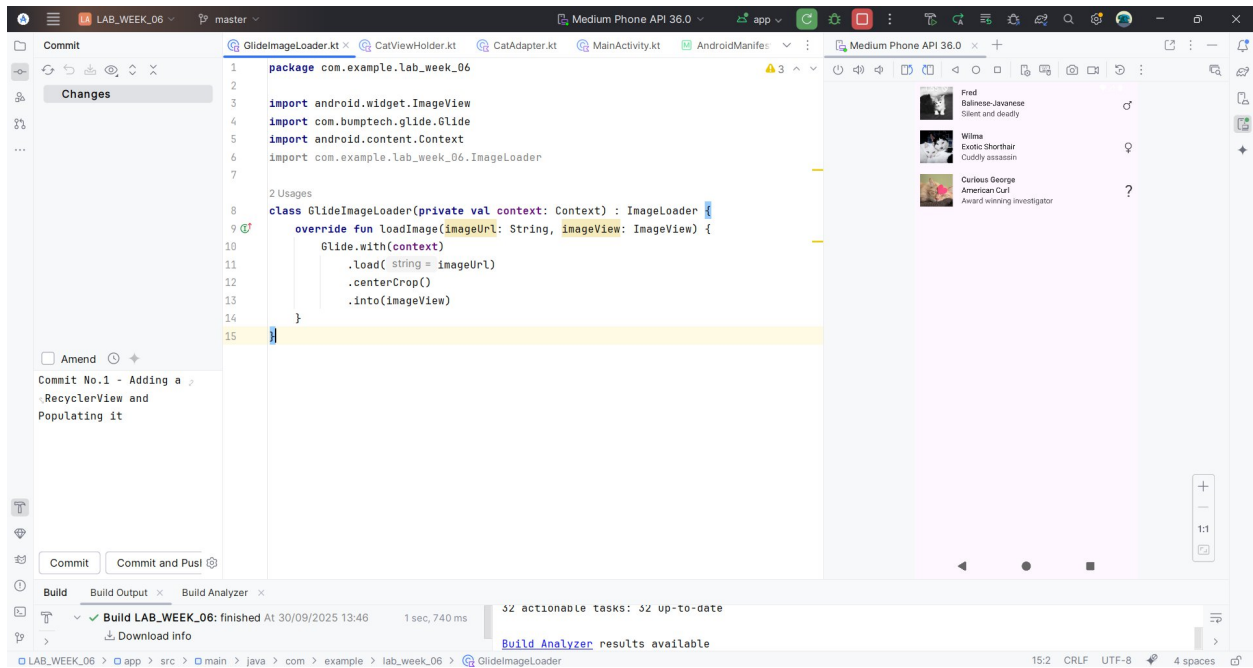 LA LAB_WEEK_06
master
Medium Phone API 36.0
app
Commit
GlideImageLoader.kt
CatViewHolder.kt
CatAdapter.kt
MainActivity.kt
AndroidManifes
Medium Phone API 36.0
Changes
3
1 package com.example.lab_week_06
2
3 import android.widget.ImageView
4 import com.bumptech.glide.Glide
5 import android.content.Context
6 import com.example.lab_week_06.ImageLoader
7
2 Usages
8 class GlideImageLoader(private val context: Context) : ImageLoader {
9 override fun loadImage(imageUrl: String, imageView: ImageView) {
10 Glide.with(context)
11 .load( string = imageUrl)
12 .centerCrop()
13 .into(imageView)
14 }
15 }
Fred
Balinese-Javanese
Silent and deadly
♂
Wilma
Exotic Shorthair
Cuddly assassin
♀
Curious George
American Curl
Award winning investigator
?
Amend
Commit No.1 - Adding a
RecyclerView and
Populating it
1:1
Commit
Commit and Pus
Build
Build Output
Build Analyzer
Build LAB_WEEK_06: finished At 30/09/2025 13:46 1 sec, 740 ms
Download info
32 actionable tasks: 32 up-to-date
Build Analyzer results available
LAB_WEEK_06 > app > src > main > java > com > example > lab_week_06 > GlideImageLoader
15:2 CRLF UTF-8 4 spaces